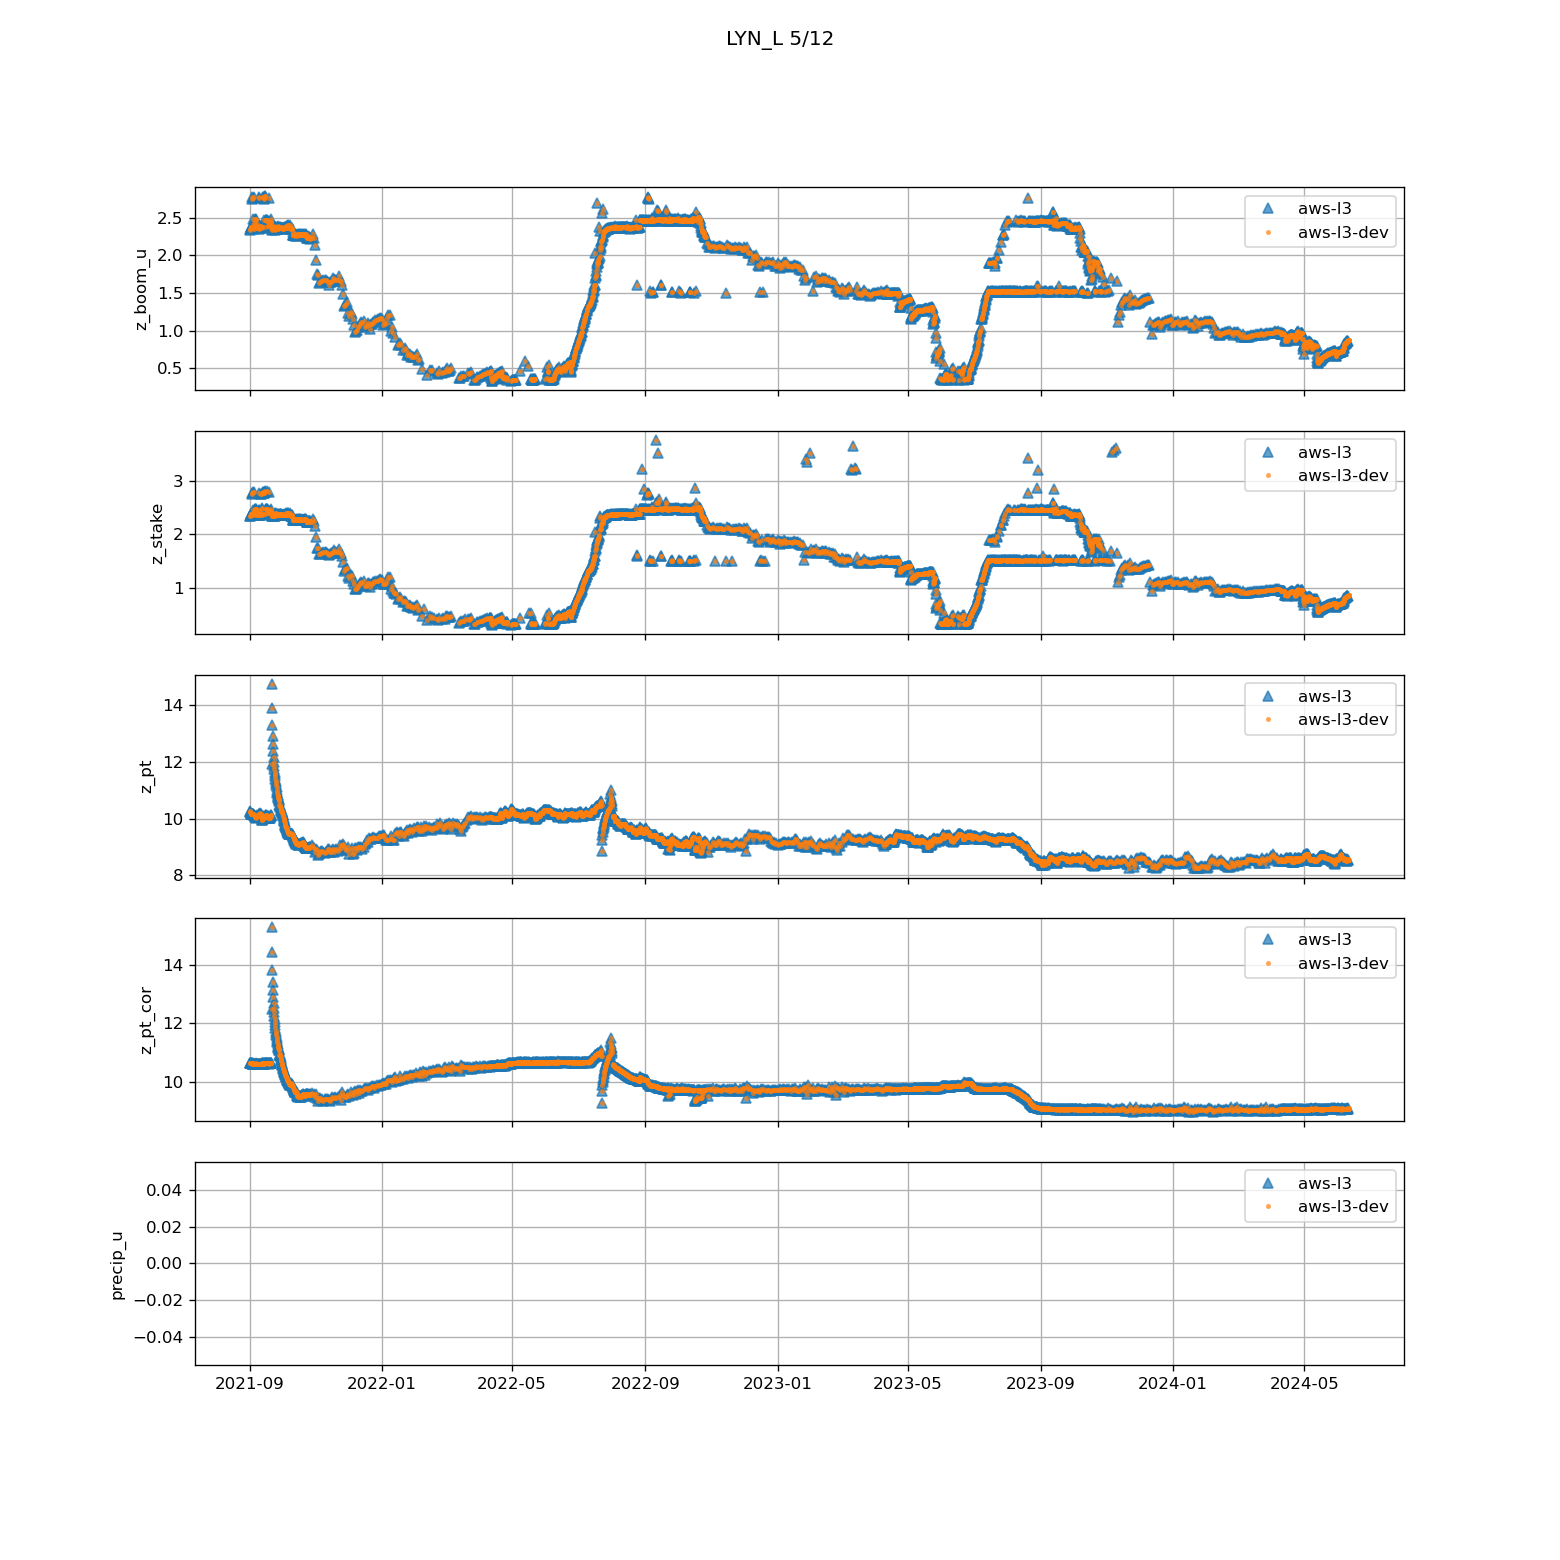 LYN_L 5/12
z_boom_u
2.5
2.0
1.5
1.0
0.5
aws-l3
aws-l3-dev
z_stake
3
2
1
aws-l3
aws-l3-dev
z_pt
14
12
10
8
aws-l3
aws-l3-dev
z_pt_cor
14
12
10
aws-l3
aws-l3-dev
precip_u
0.04
0.02
0.00
−0.02
−0.04
aws-l3
aws-l3-dev
2021-09 2022-01 2022-05 2022-09 2023-01 2023-05 2023-09 2024-01 2024-05